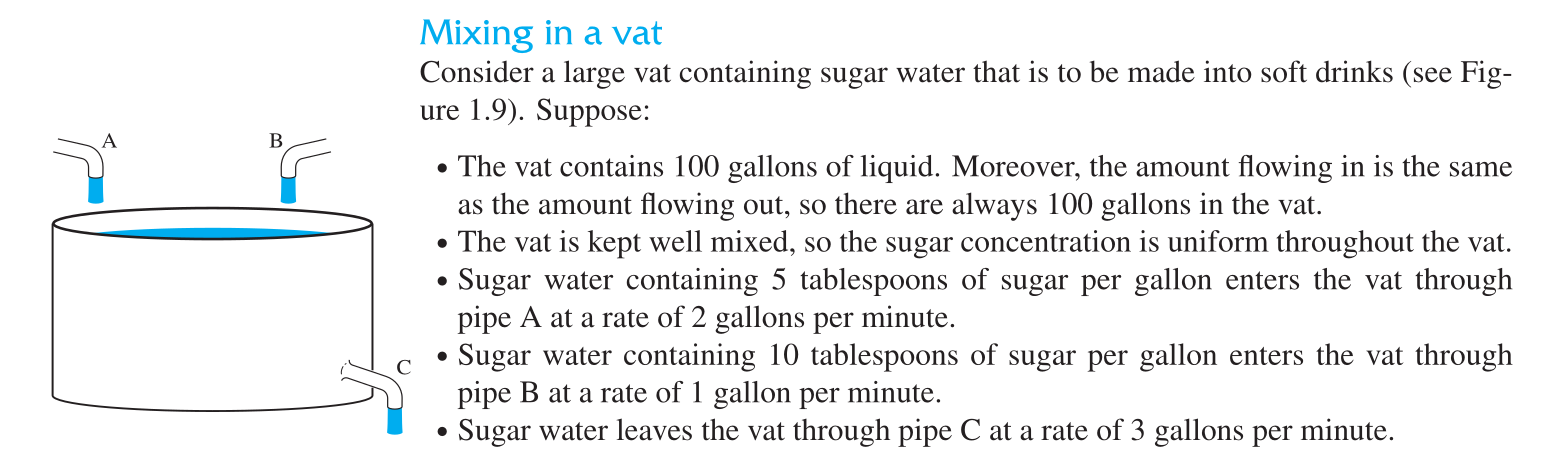 Mixing in a vat
Consider a large vat containing sugar water that is to be made into soft drinks (see Fig-
ure 1.9). Suppose:
A
B
• The vat contains 100 gallons of liquid. Moreover, the amount flowing in is the same
as the amount flowing out, so there are always 100 gallons in the vat.
• The vat is kept well mixed, so the sugar concentration is uniform throughout the vat.
• Sugar water containing 5 tablespoons of sugar per gallon enters the vat through
pipe A at a rate of 2 gallons per minute.
• Sugar water containing 10 tablespoons of sugar per gallon enters the vat through
pipe B at a rate of 1 gallon per minute.
C
• Sugar water leaves the vat through pipe C at a rate of 3 gallons per minute.